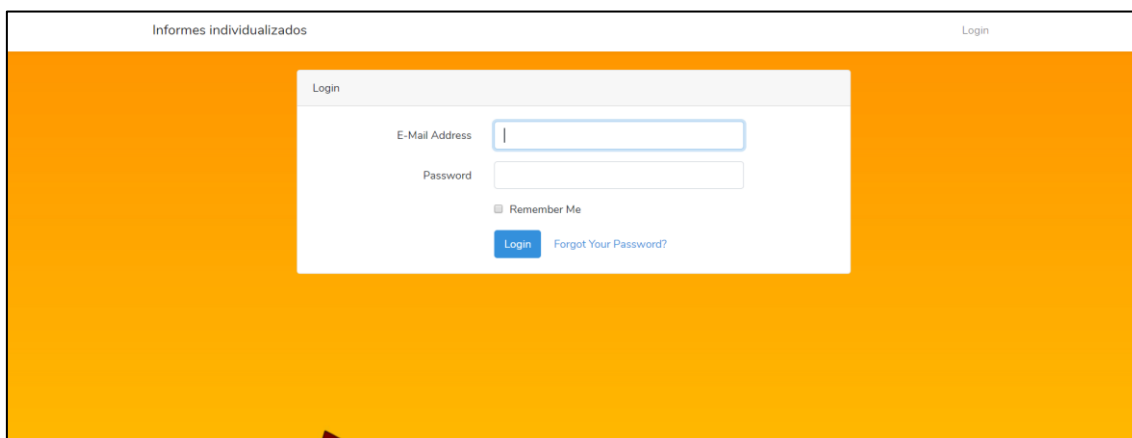 Informes individualizados Login
Login
E-Mail Address
Password
Remember Me
Login Forgot Your Password?